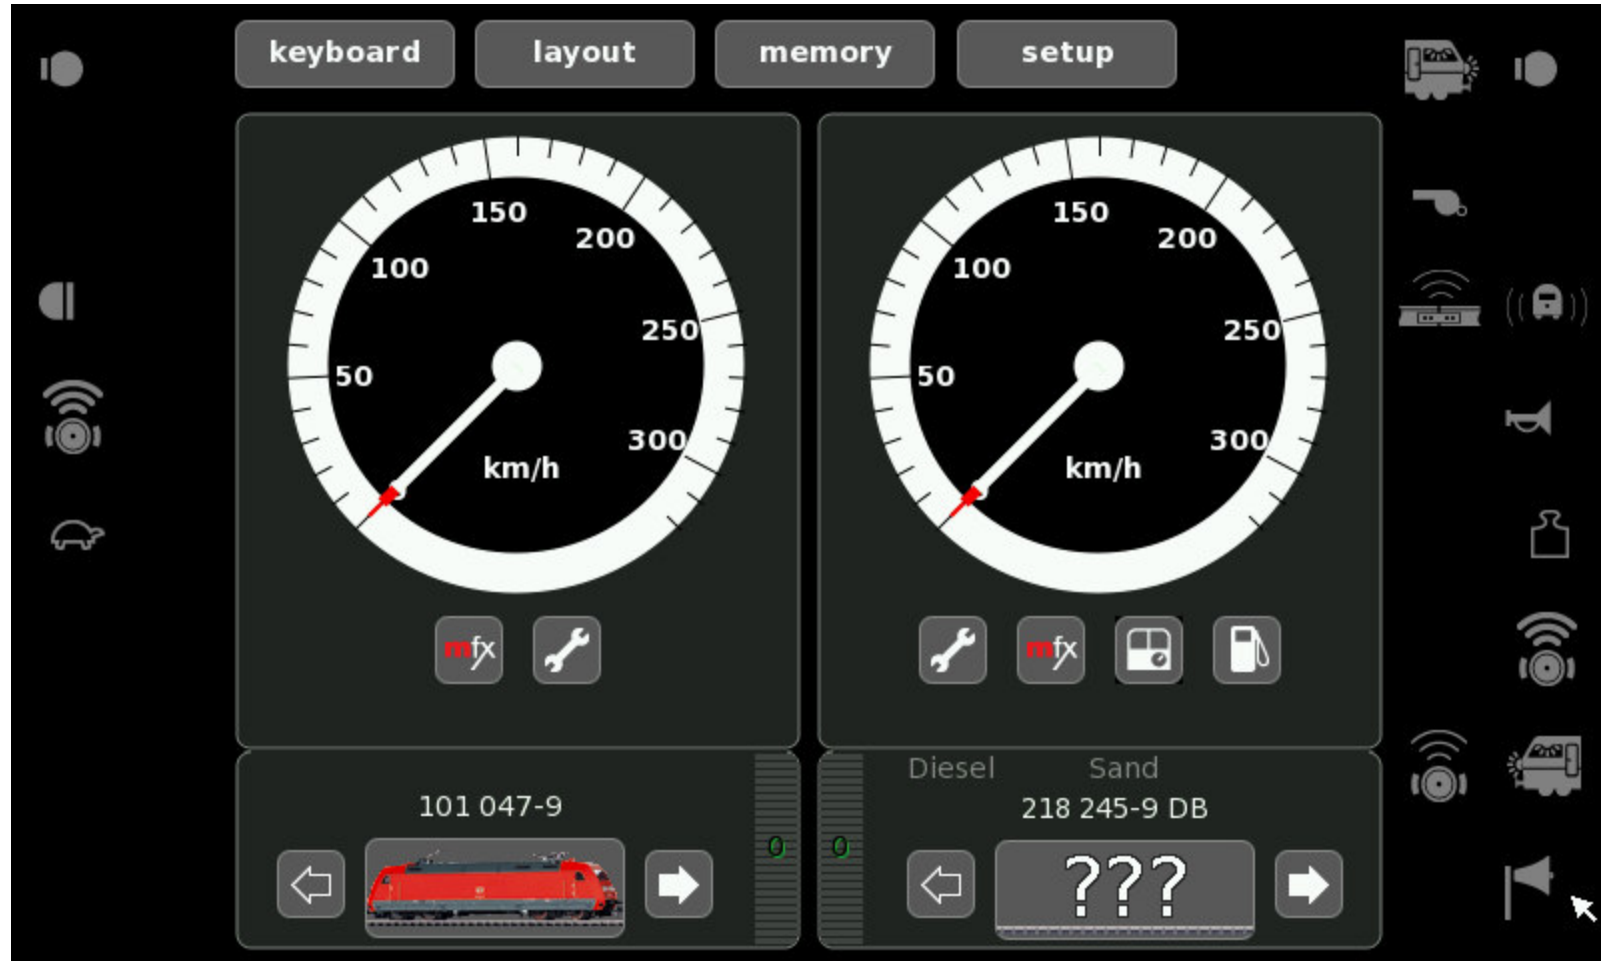 keyboard layout memory setup
150 150
200 200
100 100
250 250
50 50
300 300
km/h km/h
mfx mfx
Diesel Sand
101 047-9 218 245-9 DB
0 0
???